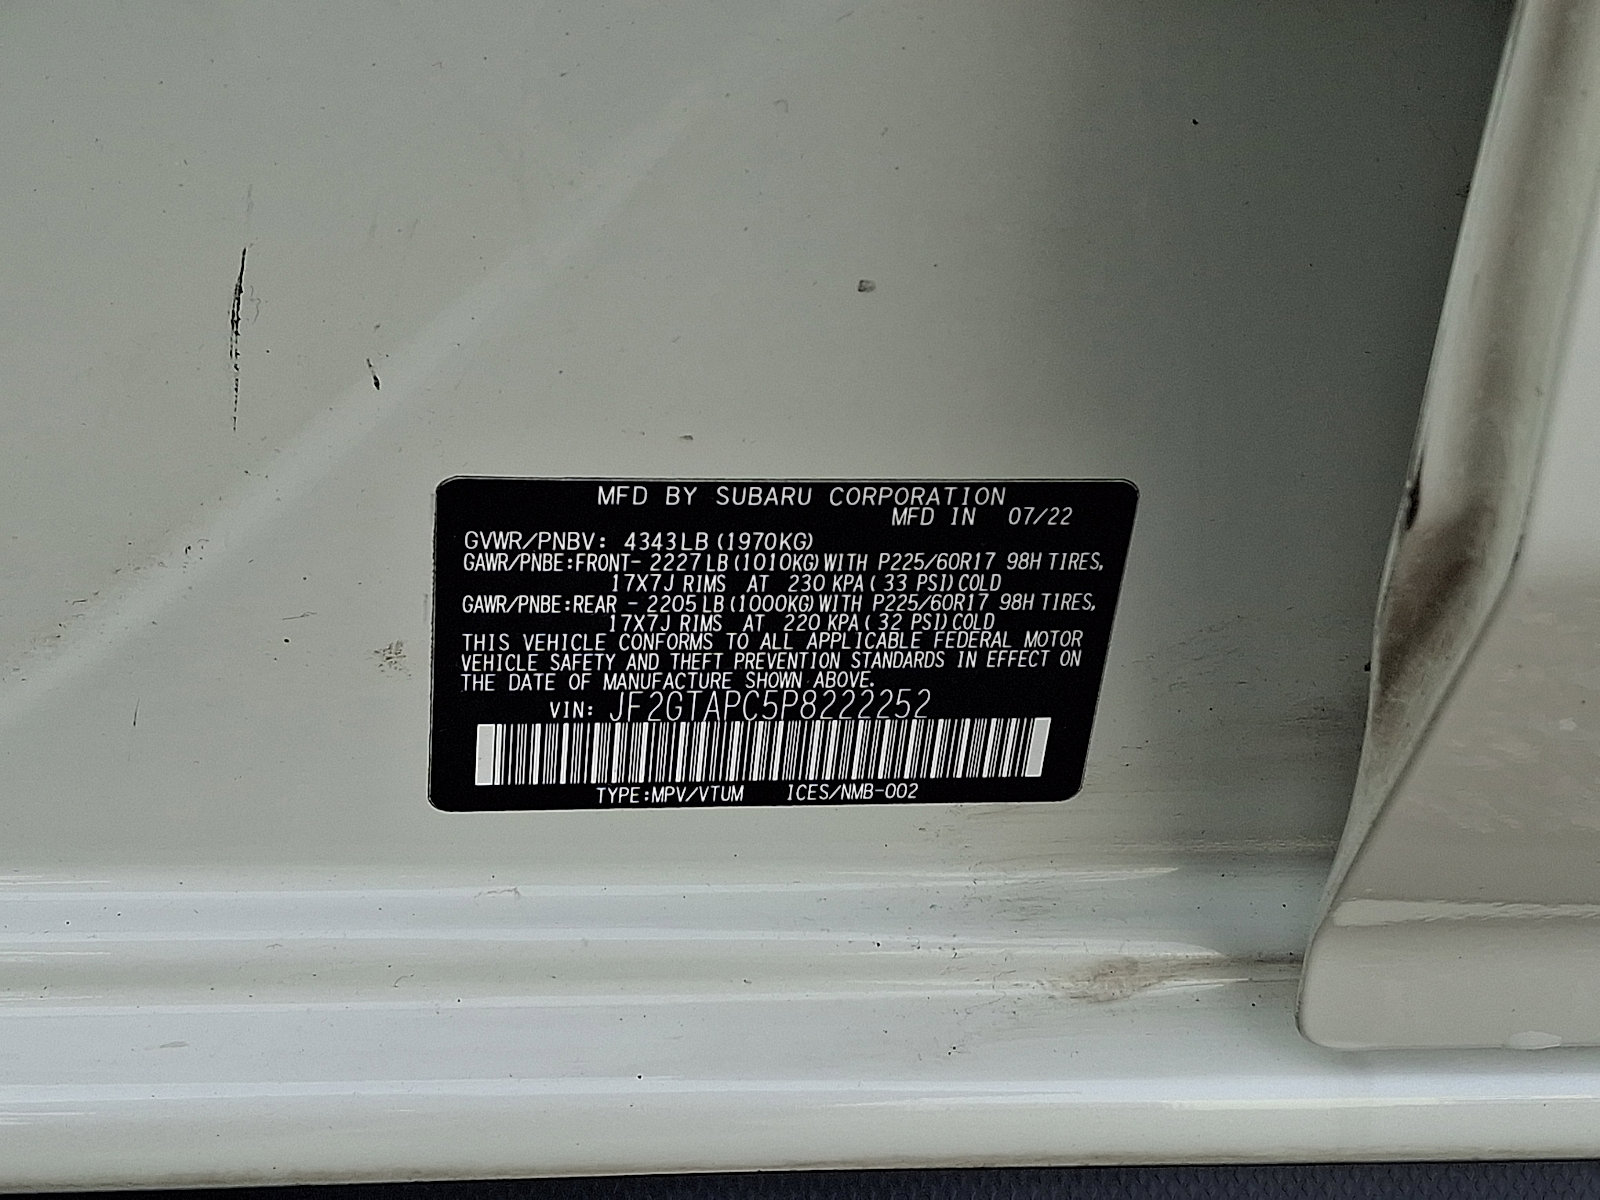 MFD BY SUBARU CORPORATION
MFD IN 07/22
GVWR/PNBV: 4343LB (1970KG)
GAWR/PNBE:FRONT- 2227LB (1010KG) WITH P225/60R17 98H TIRES,
17X7J RIMS AT 230 KPA ( 33 PSI) COLD
GAWR/PNBE:REAR - 2205LB (1000KG) WITH P225/60R17 98H TIRES,
17X7J RIMS AT 220 KPA ( 32 PSI) COLD
THIS VEHICLE CONFORMS TO ALL APPLICABLE FEDERAL MOTOR
VEHICLE SAFETY AND THEFT PREVENTION STANDARDS IN EFFECT ON
THE DATE OF MANUFACTURE SHOWN ABOVE.
VIN: JF2GTAPC5P8222252
TYPE:MPV/VTUM ICES/NMB-002